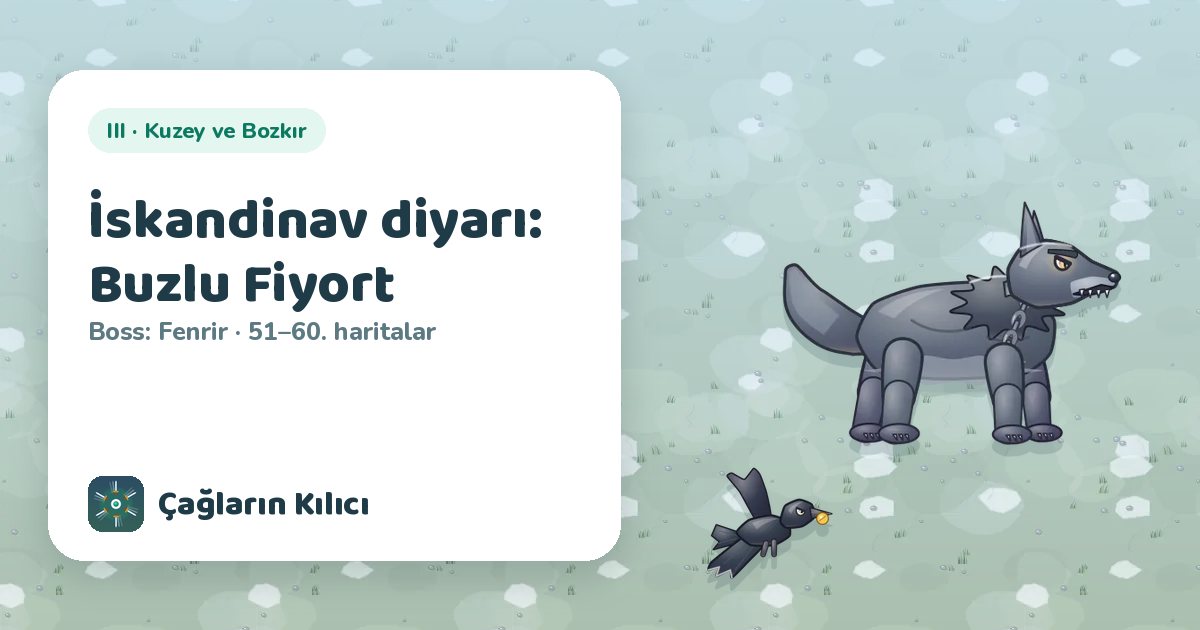 III · Kuzey ve Bozkır
İskandinav diyarı:
Buzlu Fiyort
Boss: Fenrir · 51–60. haritalar
Çağların Kılıcı